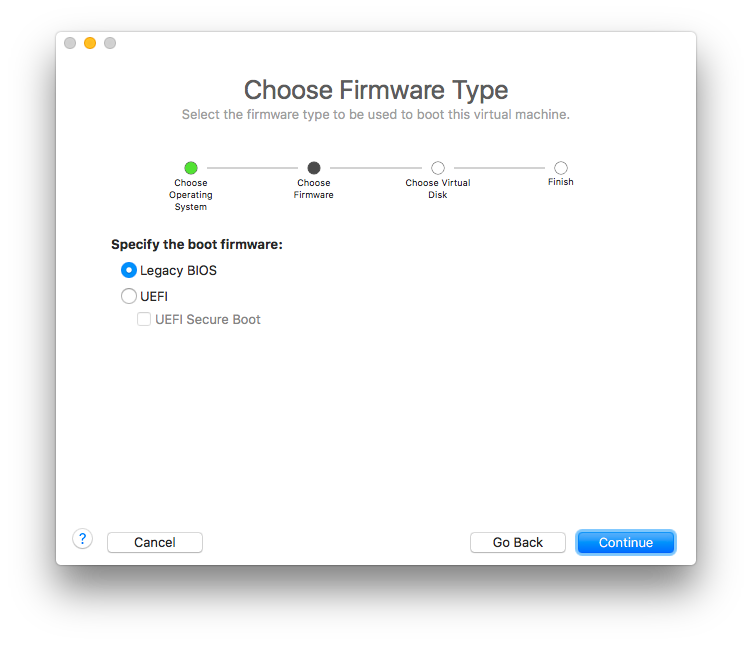 Choose Firmware Type
Select the firmware type to be used to boot this virtual machine.
Choose
Operating
System
Choose
Firmware
Choose Virtual
Disk
Finish
Specify the boot firmware:
Legacy BIOS
UEFI
UEFI Secure Boot
?
Cancel
Go Back
Continue